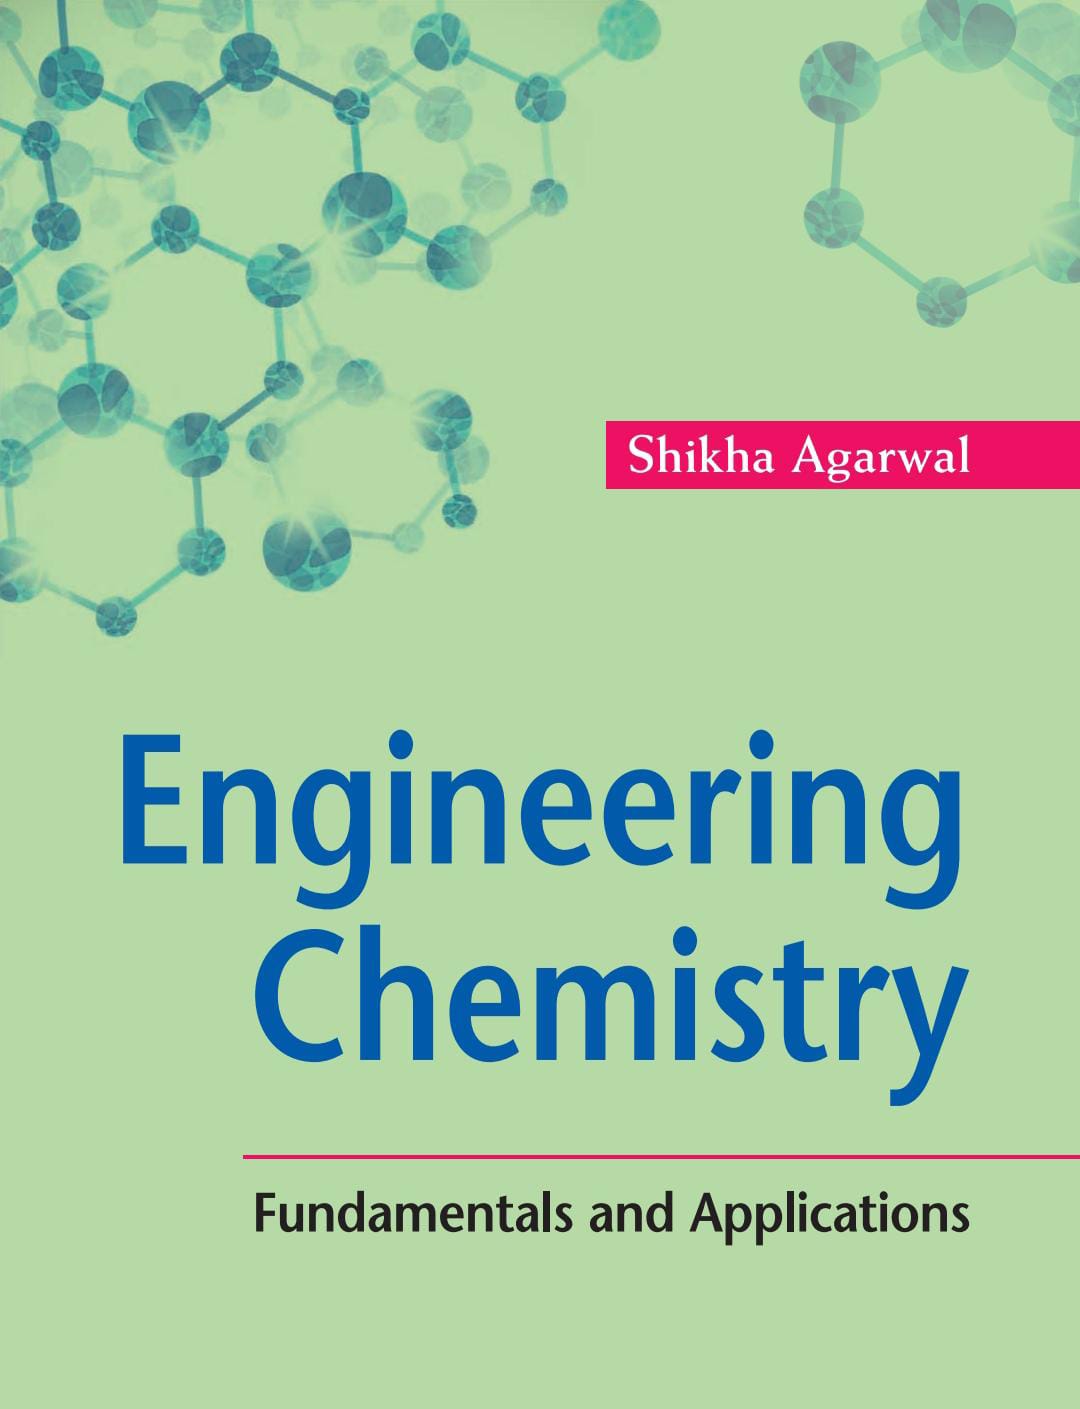 Shikha Agarwal
Engineering
Chemistry
Fundamentals and Applications